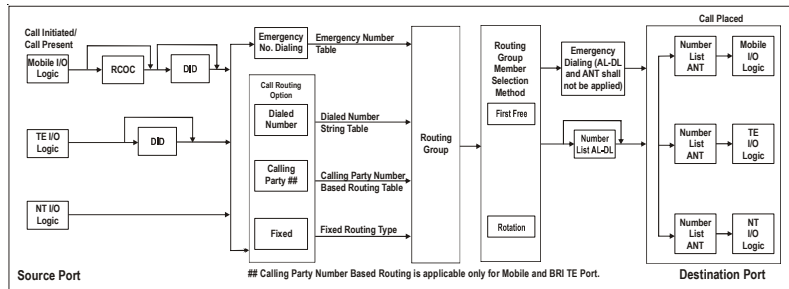 Call Initiated/
Call Present
Mobile I/O
Logic
RCOC
DID
TE I/O
Logic
DID
NT I/O
Logic
Source Port
Emergency
No. Dialing
Emergency Number
Table
Call Routing
Option
Dialed
Number
Dialed Number
String Table
Calling
Party ##
Calling Party Number
Based Routing Table
Fixed
Fixed Routing Type
Routing
Group
Routing
Group
Member
Selection
Method
First Free
Rotation
Emergency
Dialing (AL-DL
and ANT shall
not be applied)
Number
List AL-DL
Call Placed
Number
List
ANT
Mobile
I/O
Logic
Number
List
ANT
TE
I/O
Logic
Number
List
ANT
NT
I/O
Logic
Destination Port
## Calling Party Number Based Routing is applicable only for Mobile and BRI TE Port.